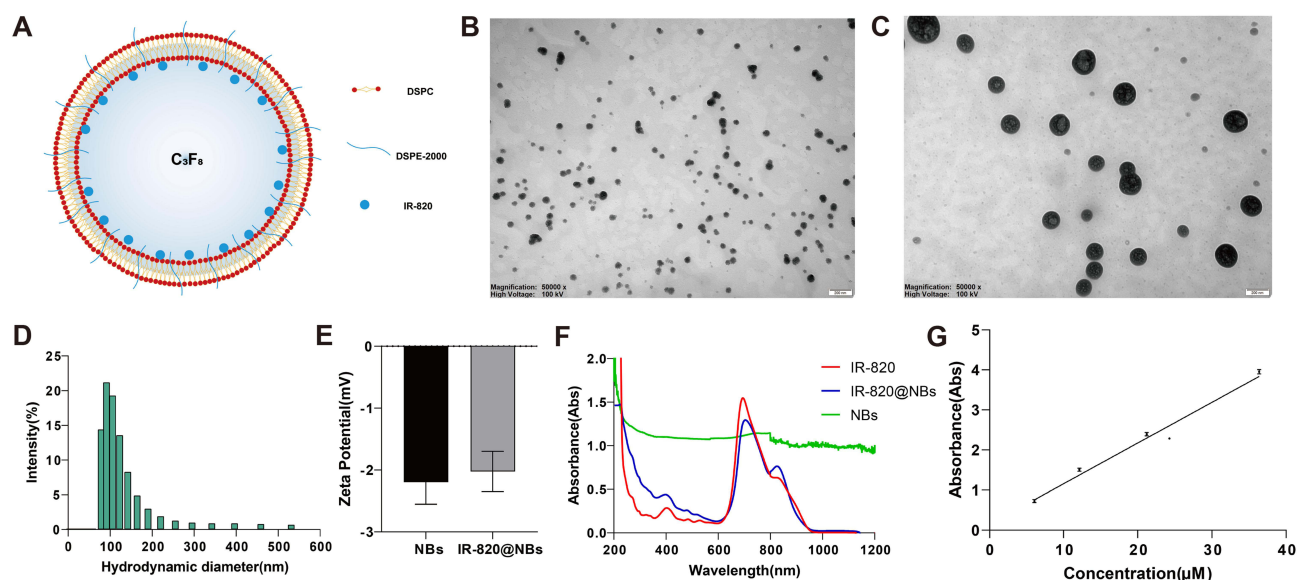 A
C₃F₈
DSPC
DSPE-2000
IR-820
B
Magnification: 50000 x
High Voltage: 100 kV
200 nm
C
Magnification: 50000 x
High Voltage: 100 kV
200 nm
D
Intensity(%)
25
20
15
10
5
0
0 100 200 300 400 500 600
Hydrodynamic diameter(nm)
E
Zeta Potential(mV)
0
-1
-2
-3
NBs IR-820@NBs
F
Absorbance(Abs)
2.0
1.5
1.0
0.5
0.0
200 400 600 800 1000 1200
Wavelength(nm)
IR-820
IR-820@NBs
NBs
G
Absorbance(Abs)
5
4
3
2
1
0
0 10 20 30 40
Concentration(μM)